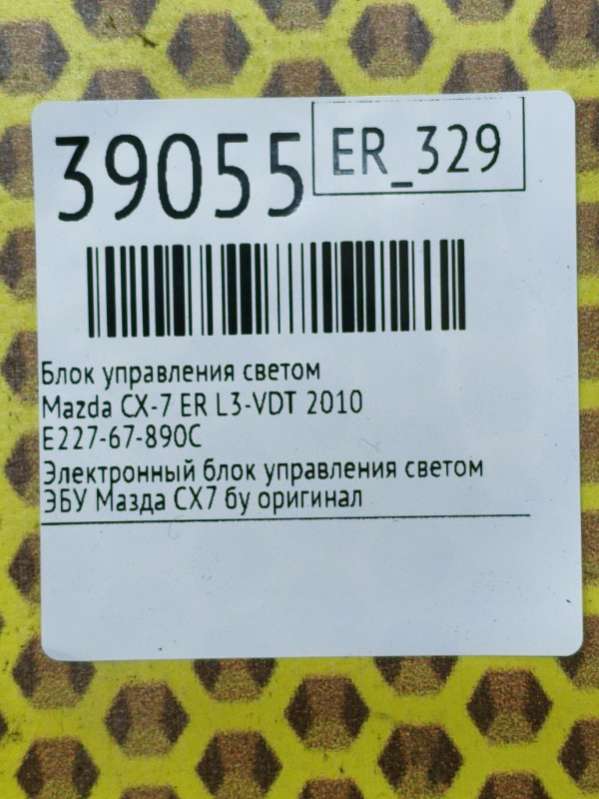 39055
ER_329
Блок управления светом
Mazda CX-7 ER L3-VDT 2010
E227-67-890C
Электронный блок управления светом
ЭБУ Мазда СХ7 бу оригинал